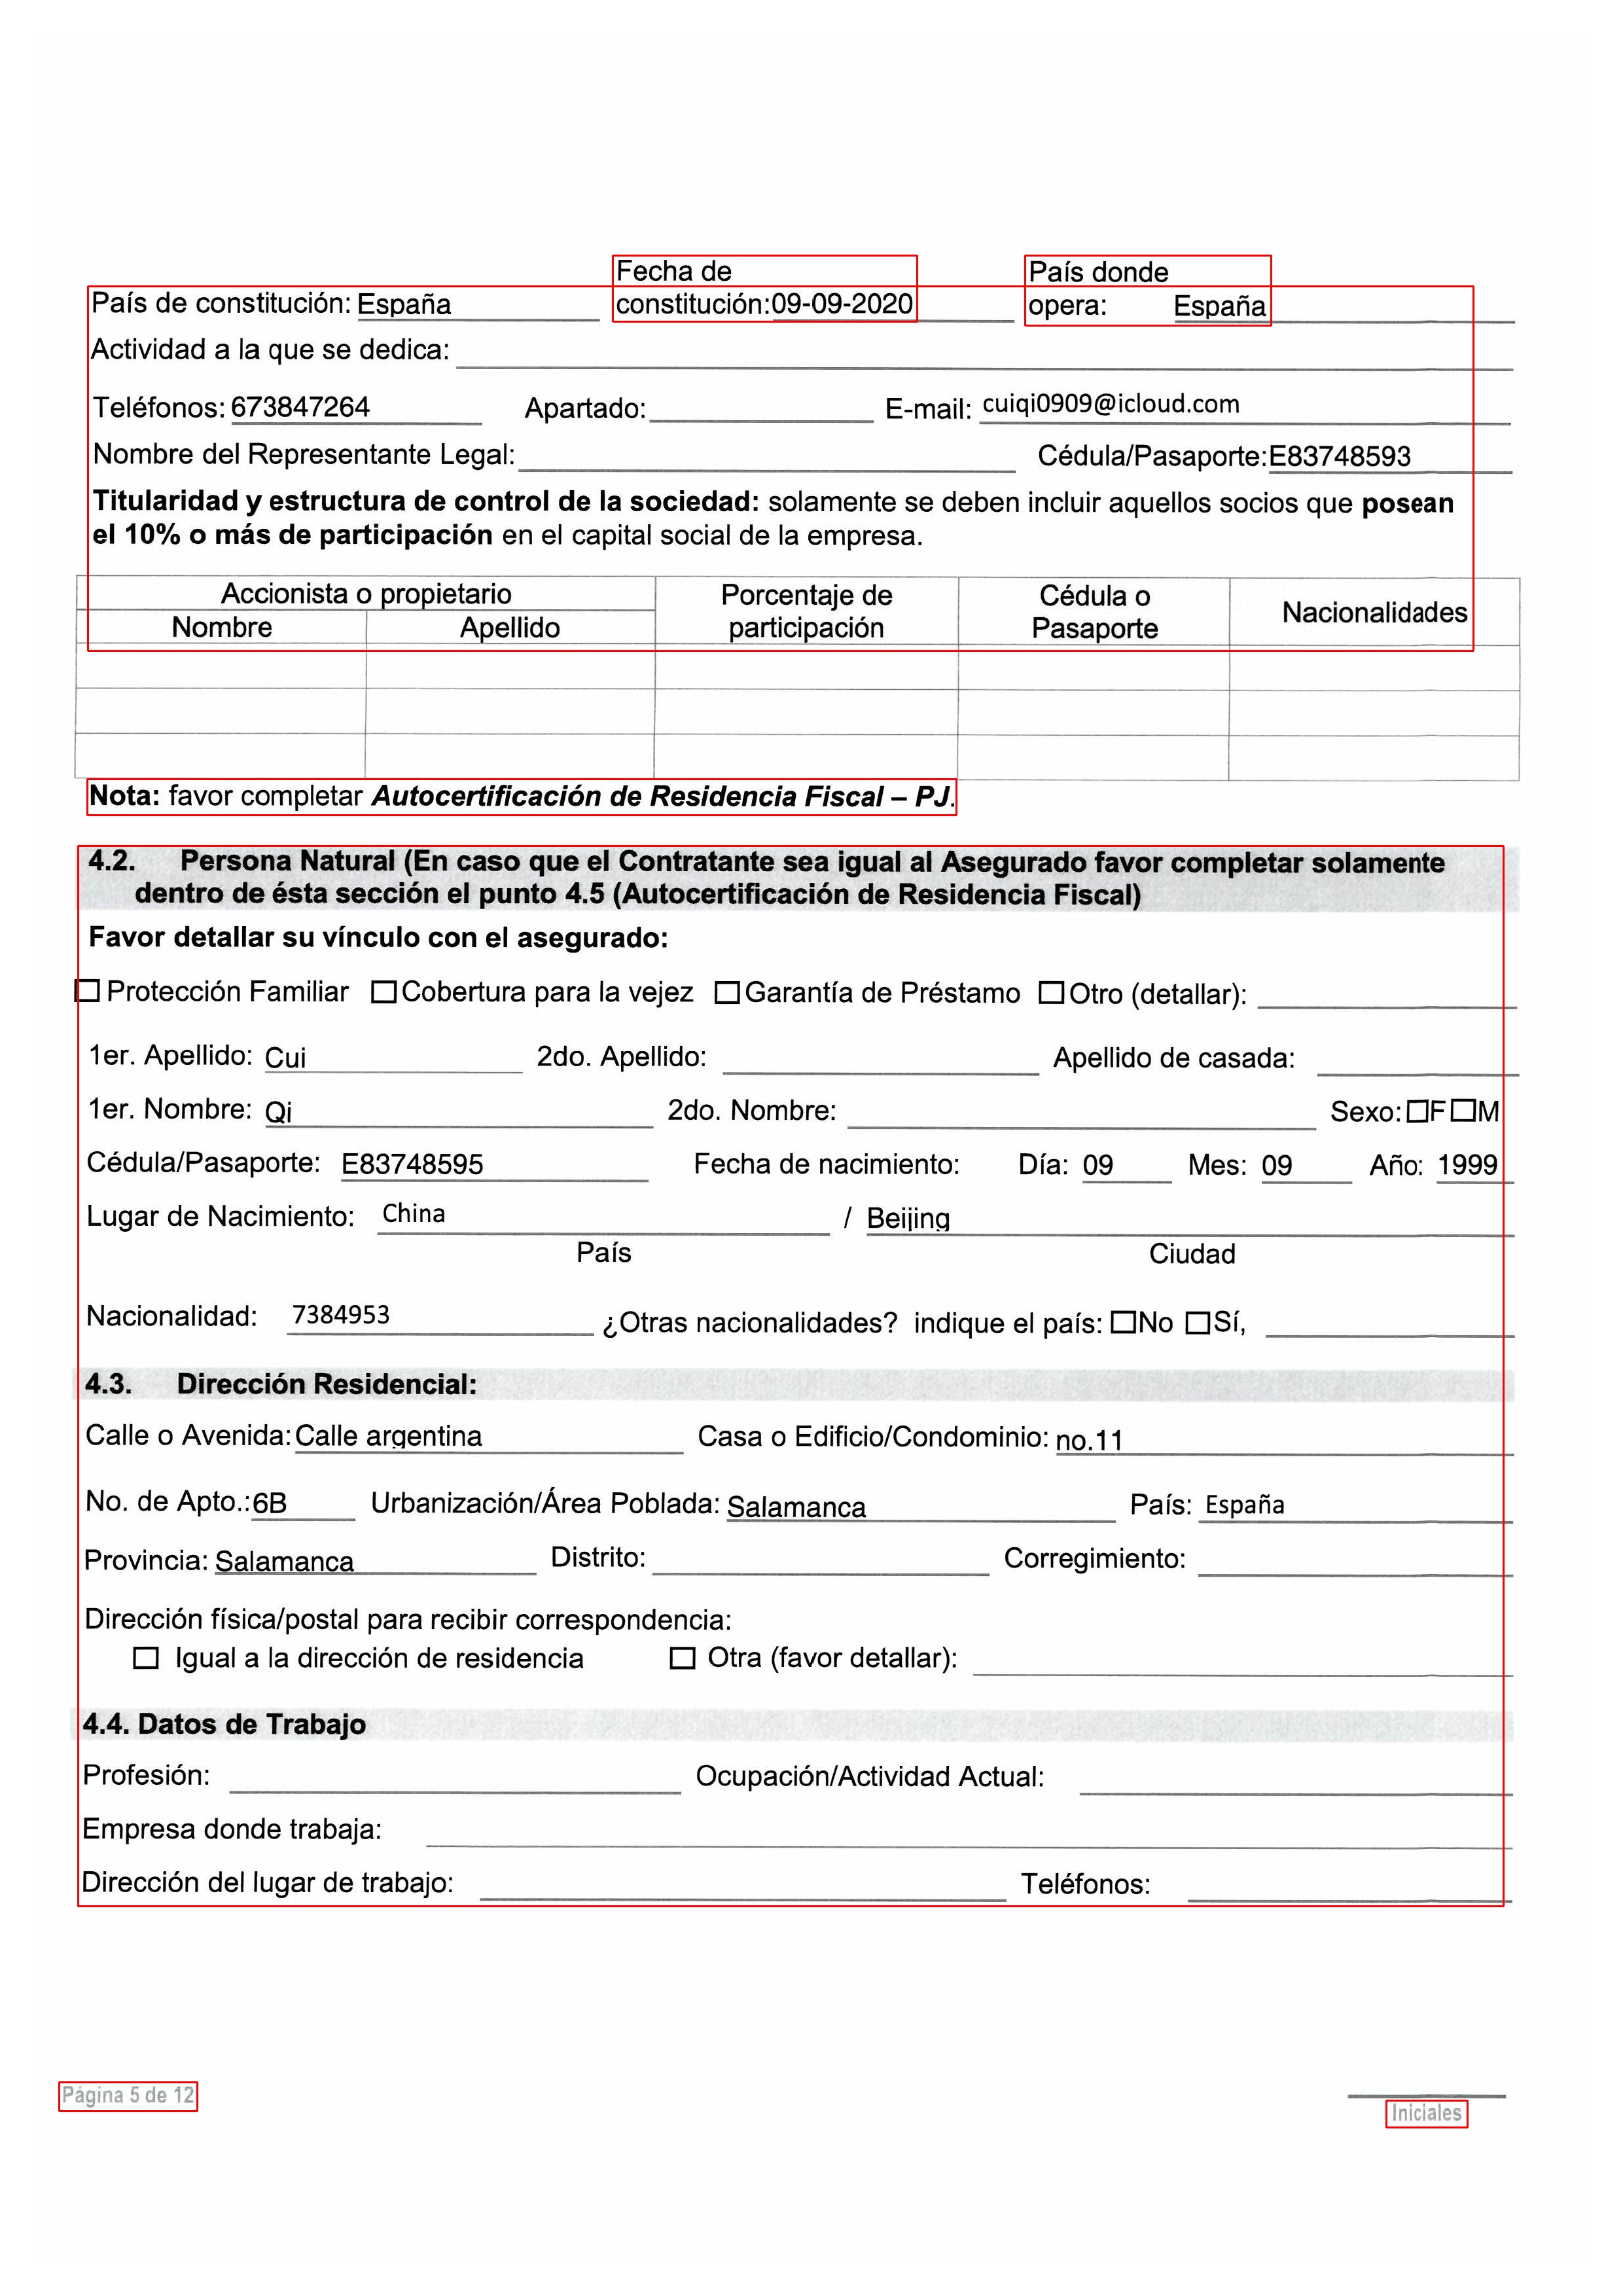 País de constitución: España Fecha de constitución: 09-09-2020 País donde opera: España
Actividad a la que se dedica:
Teléfonos: 673847264 Apartado: E-mail: cuiqi0909@icloud.com
Nombre del Representante Legal: Cédula/Pasaporte: E83748593
Titularidad y estructura de control de la sociedad: solamente se deben incluir aquellos socios que posean
el 10% o más de participación en el capital social de la empresa.
Accionista o propietario Porcentaje de participación Cédula o Pasaporte Nacionalidades
Nombre Apellido
Nota: favor completar Autocertificación de Residencia Fiscal – PJ.
4.2. Persona Natural (En caso que el Contratante sea igual al Asegurado favor completar solamente
dentro de ésta sección el punto 4.5 (Autocertificación de Residencia Fiscal)
Favor detallar su vínculo con el asegurado:
☐ Protección Familiar ☐ Cobertura para la vejez ☐ Garantía de Préstamo ☐ Otro (detallar):
1er. Apellido: Cui 2do. Apellido: Apellido de casada:
1er. Nombre: Qi 2do. Nombre: Sexo: ☐F ☐M
Cédula/Pasaporte: E83748595 Fecha de nacimiento: Día: 09 Mes: 09 Año: 1999
Lugar de Nacimiento: China / Beijing
País Ciudad
Nacionalidad: 7384953 ¿Otras nacionalidades? indique el país: ☐No ☐Sí,
4.3. Dirección Residencial:
Calle o Avenida: Calle argentina Casa o Edificio/Condominio: no.11
No. de Apto.: 6B Urbanización/Área Poblada: Salamanca País: España
Provincia: Salamanca Distrito: Corregimiento:
Dirección física/postal para recibir correspondencia:
☐ Igual a la dirección de residencia ☐ Otra (favor detallar):
4.4. Datos de Trabajo
Profesión: Ocupación/Actividad Actual:
Empresa donde trabaja:
Dirección del lugar de trabajo: Teléfonos:
Página 5 de 12
Iniciales